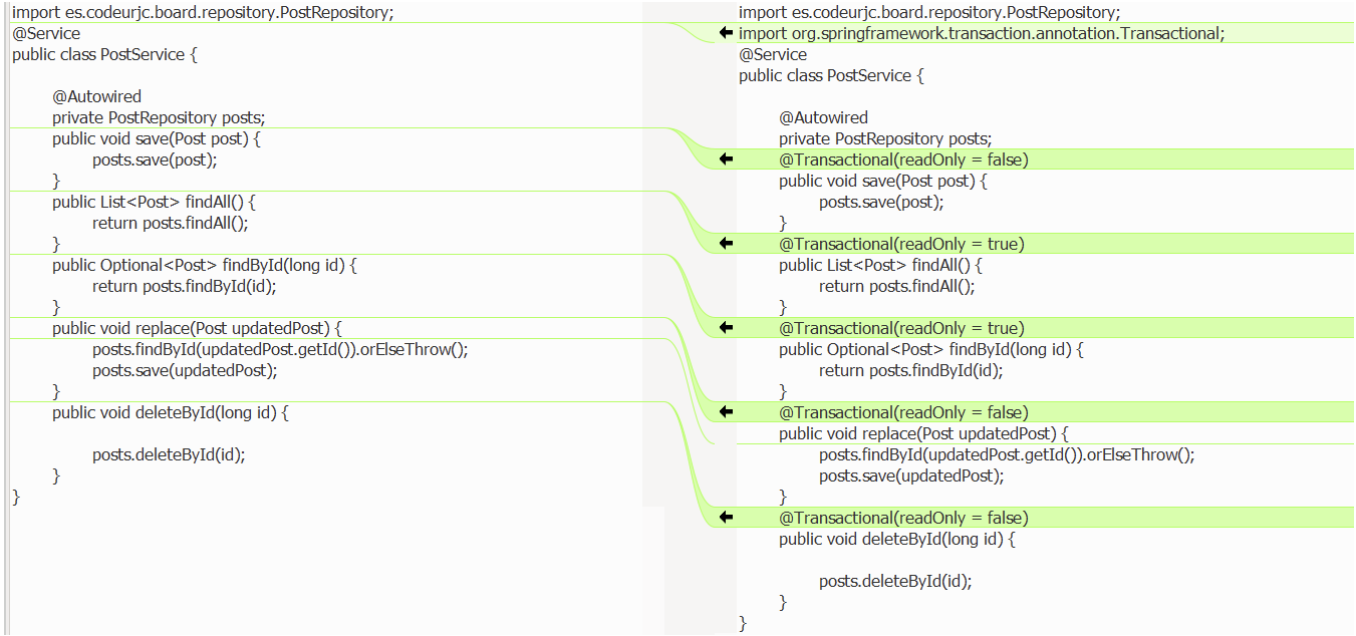 import es.codeurjc.board.repository.PostRepository;
@Service
public class PostService {
@Autowired
private PostRepository posts;
public void save(Post post) {
posts.save(post);
}
public List<Post> findAll() {
return posts.findAll();
}
public Optional<Post> findById(long id) {
return posts.findById(id);
}
public void replace(Post updatedPost) {
posts.findById(updatedPost.getId()).orElseThrow();
posts.save(updatedPost);
}
public void deleteById(long id) {
posts.deleteById(id);
}
}
import es.codeurjc.board.repository.PostRepository;
import org.springframework.transaction.annotation.Transactional;
@Service
public class PostService {
@Autowired
private PostRepository posts;
@Transactional(readOnly = false)
public void save(Post post) {
posts.save(post);
}
@Transactional(readOnly = true)
public List<Post> findAll() {
return posts.findAll();
}
@Transactional(readOnly = true)
public Optional<Post> findById(long id) {
return posts.findById(id);
}
@Transactional(readOnly = false)
public void replace(Post updatedPost) {
posts.findById(updatedPost.getId()).orElseThrow();
posts.save(updatedPost);
}
@Transactional(readOnly = false)
public void deleteById(long id) {
posts.deleteById(id);
}
}